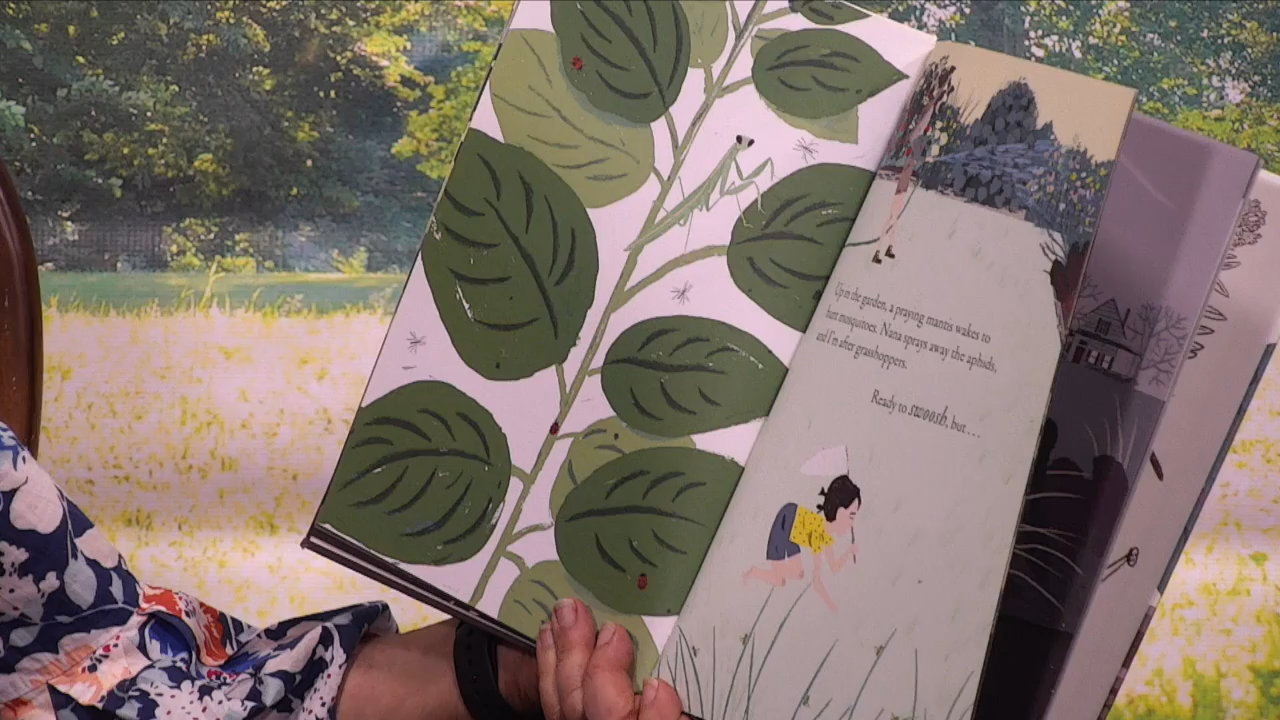 Up in the garden, a praying mantis wakes to
hunt mosquitoes. Nana sprays away the aphids,
and I'm after grasshoppers.
Ready to swoosh, but . . .